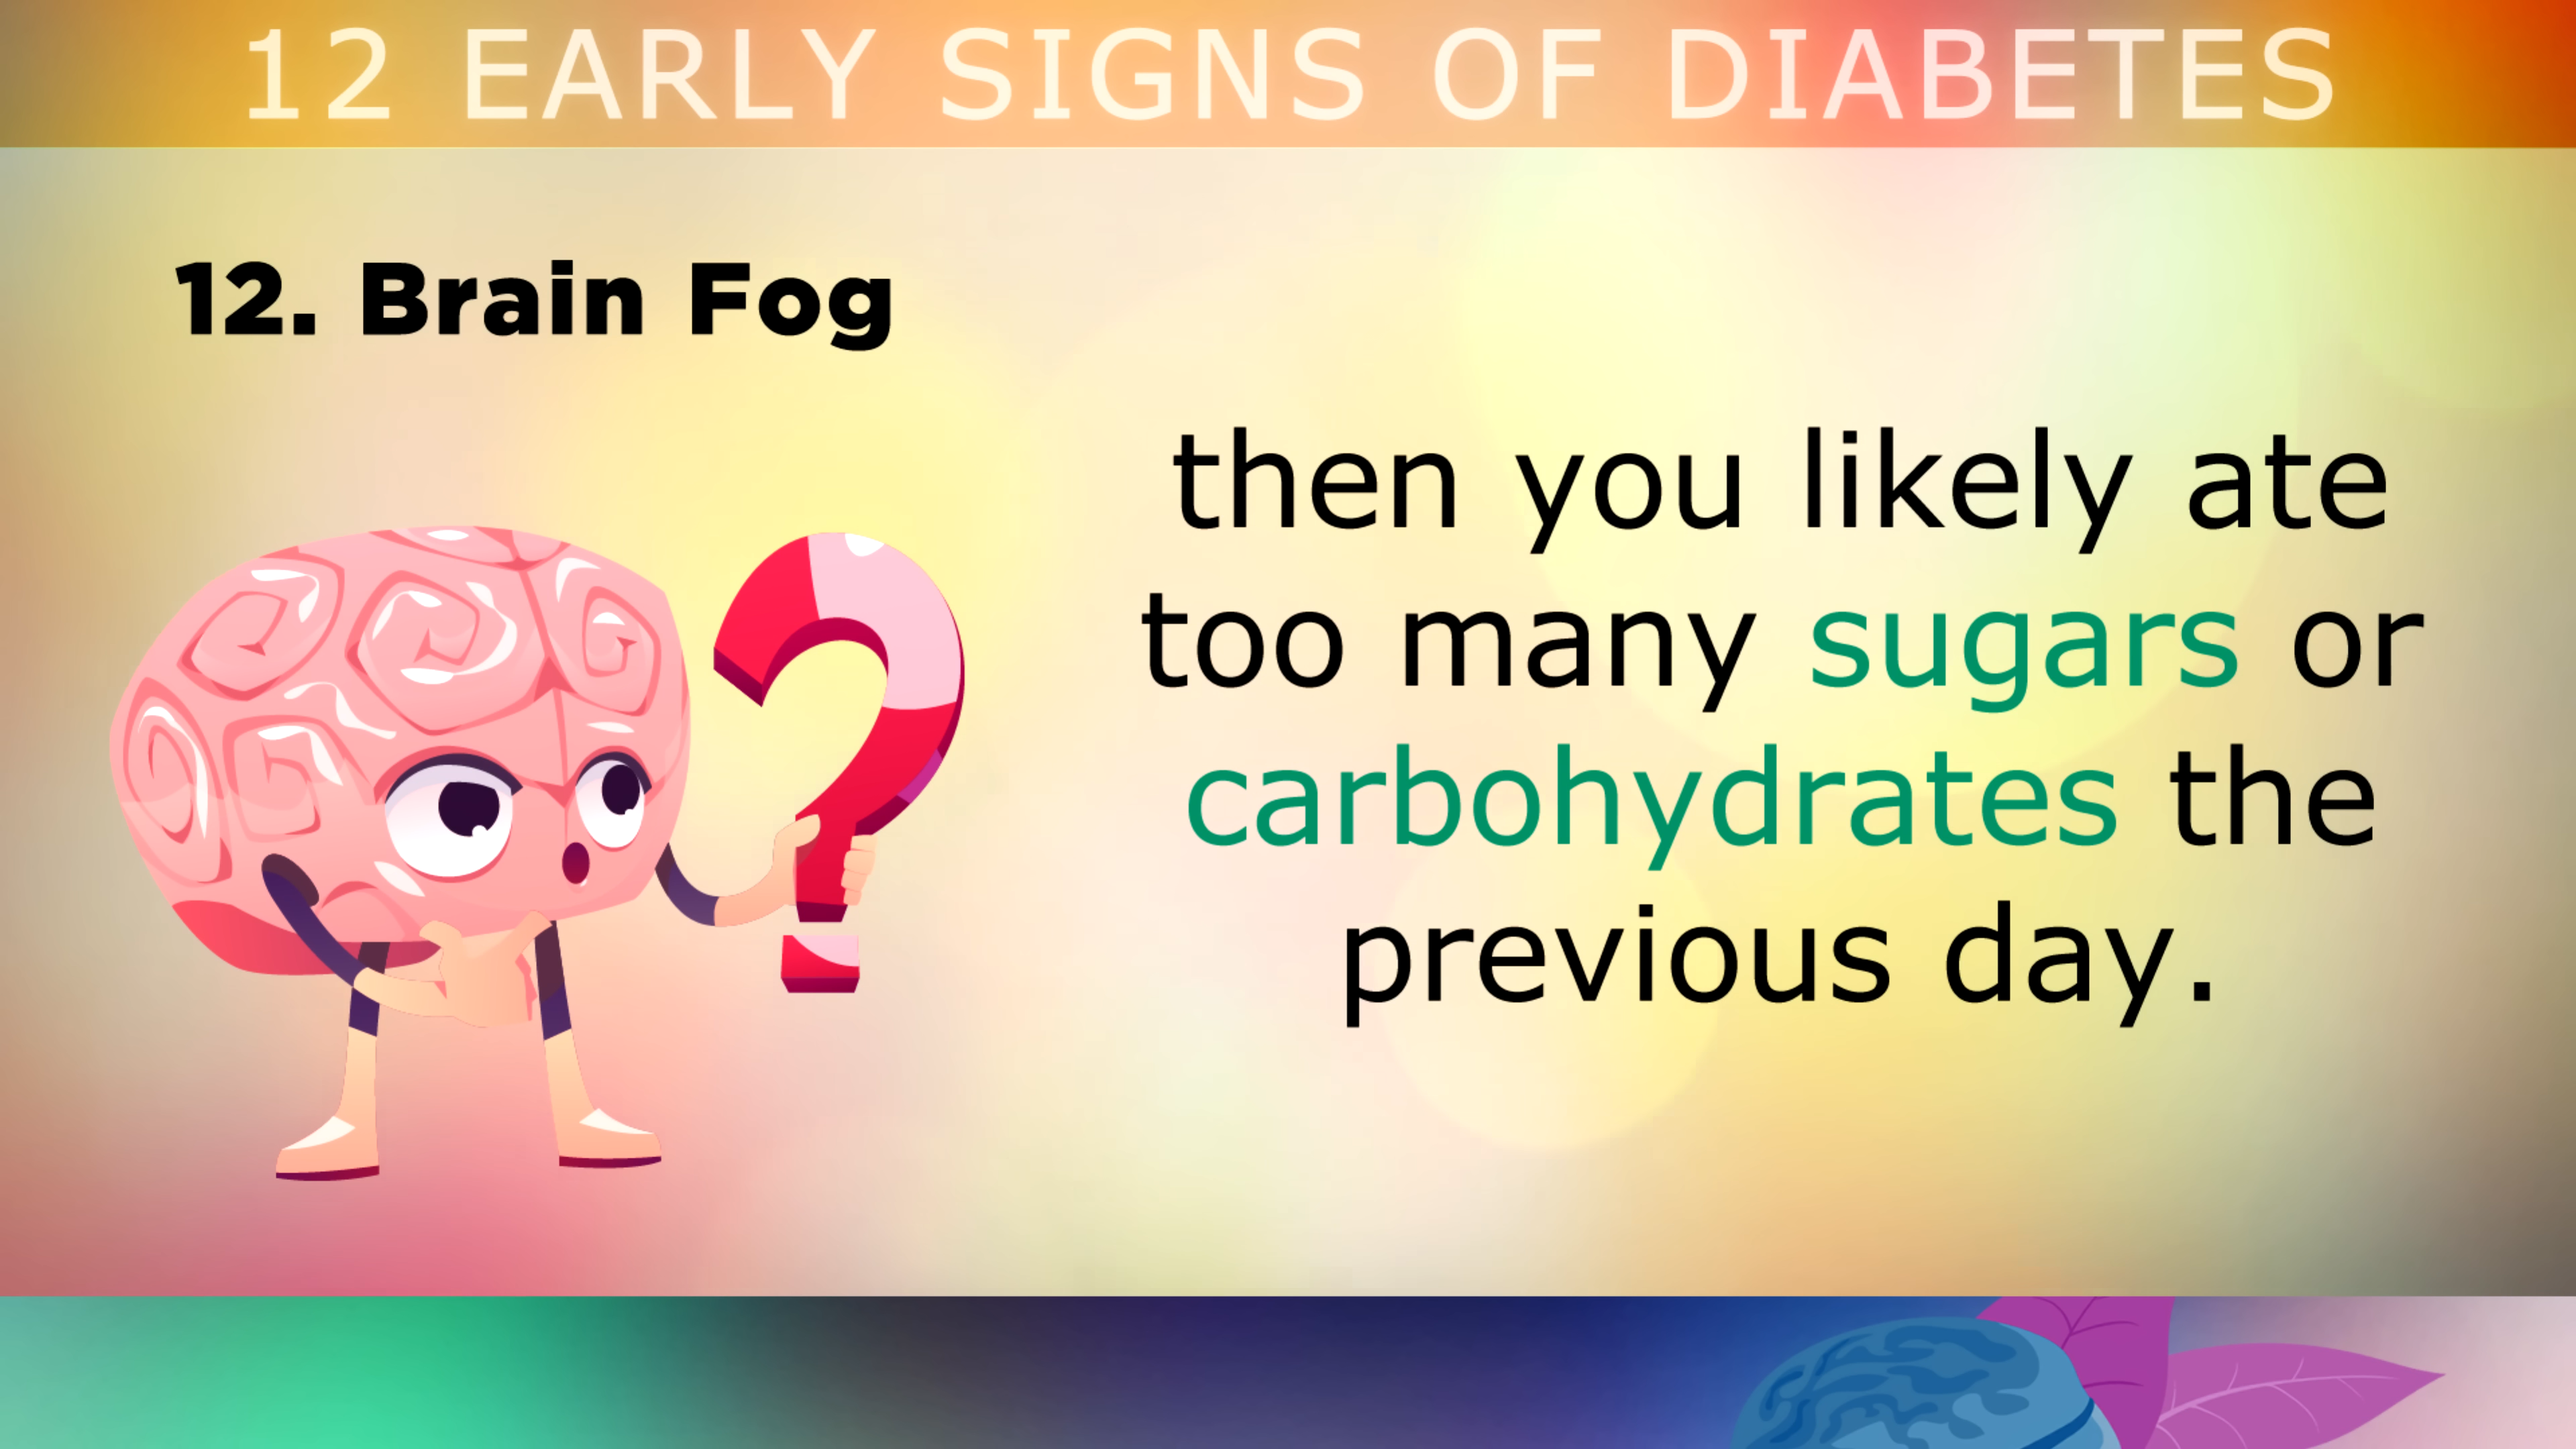 12 EARLY SIGNS OF DIABETES
12. Brain Fog
then you likely ate
too many sugars or
carbohydrates the
previous day.